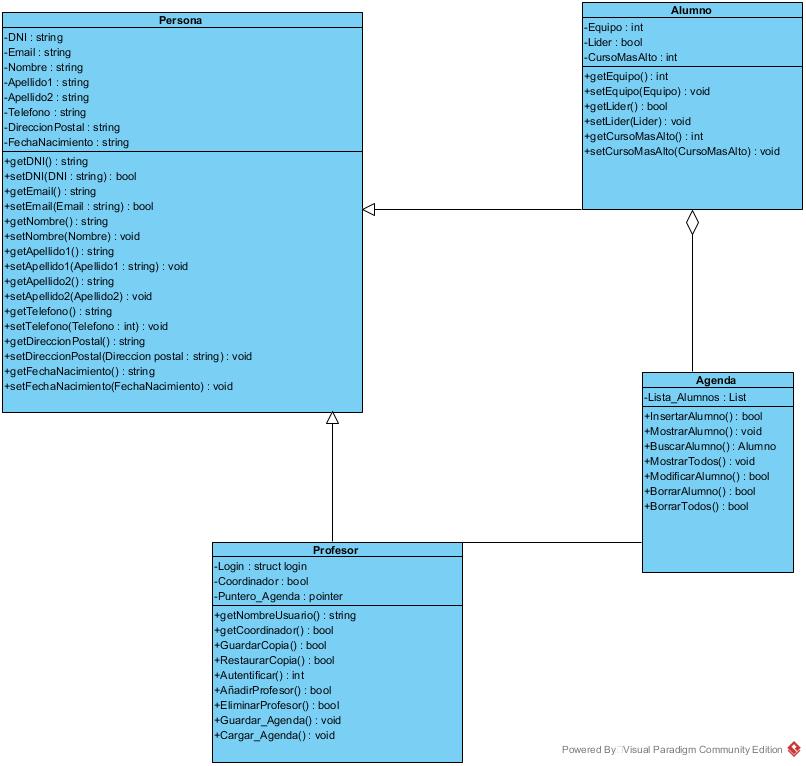 Persona
-DNI : string
-Email : string
-Nombre : string
-Apellido1 : string
-Apellido2 : string
-Telefono : string
-DireccionPostal : string
-FechaNacimiento : string
+getDNI() : string
+setDNI(DNI : string) : bool
+getEmail() : string
+setEmail(Email : string) : bool
+getNombre() : string
+setNombre(Nombre) : void
+getApellido1() : string
+setApellido1(Apellido1 : string) : void
+getApellido2() : string
+setApellido2(Apellido2) : void
+getTelefono() : string
+setTelefono(Telefono : int) : void
+getDireccionPostal() : string
+setDireccionPostal(Direccion postal : string) : void
+getFechaNacimiento() : string
+setFechaNacimiento(FechaNacimiento) : void
Alumno
-Equipo : int
-Lider : bool
-CursoMasAlto : int
+getEquipo() : int
+setEquipo(Equipo) : void
+getLider() : bool
+setLider(Lider) : void
+getCursoMasAlto() : int
+setCursoMasAlto(CursoMasAlto) : void
Agenda
-Lista_Alumnos : List
+InsertarAlumno() : bool
+MostrarAlumno() : void
+BuscarAlumno() : Alumno
+MostrarTodos() : void
+ModificarAlumno() : bool
+BorrarAlumno() : bool
+BorrarTodos() : bool
Profesor
-Login : struct login
-Coordinador : bool
-Puntero_Agenda : pointer
+getNombreUsuario() : string
+getCoordinador() : bool
+GuardarCopia() : bool
+RestaurarCopia() : bool
+Autentificar() : int
+AñadirProfesor() : bool
+EliminarProfesor() : bool
+Guardar_Agenda() : void
+Cargar_Agenda() : void
Powered By Visual Paradigm Community Edition